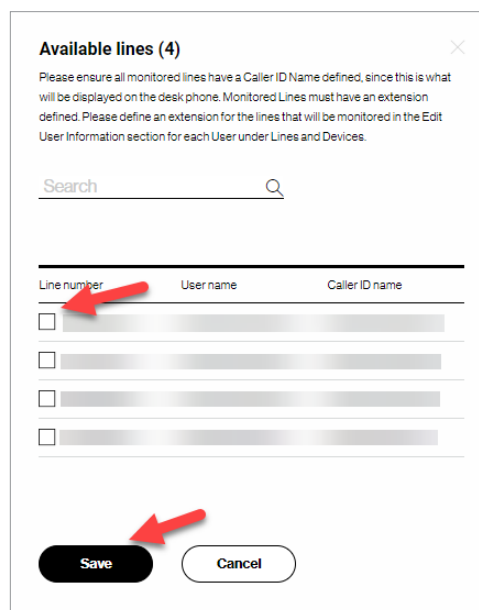 Available lines (4)
Please ensure all monitored lines have a Caller ID Name defined, since this is what
will be displayed on the desk phone. Monitored Lines must have an extension
defined. Please define an extension for the lines that will be monitored in the Edit
User Information section for each User under Lines and Devices.
Search
Line number User name Caller ID name
Save Cancel